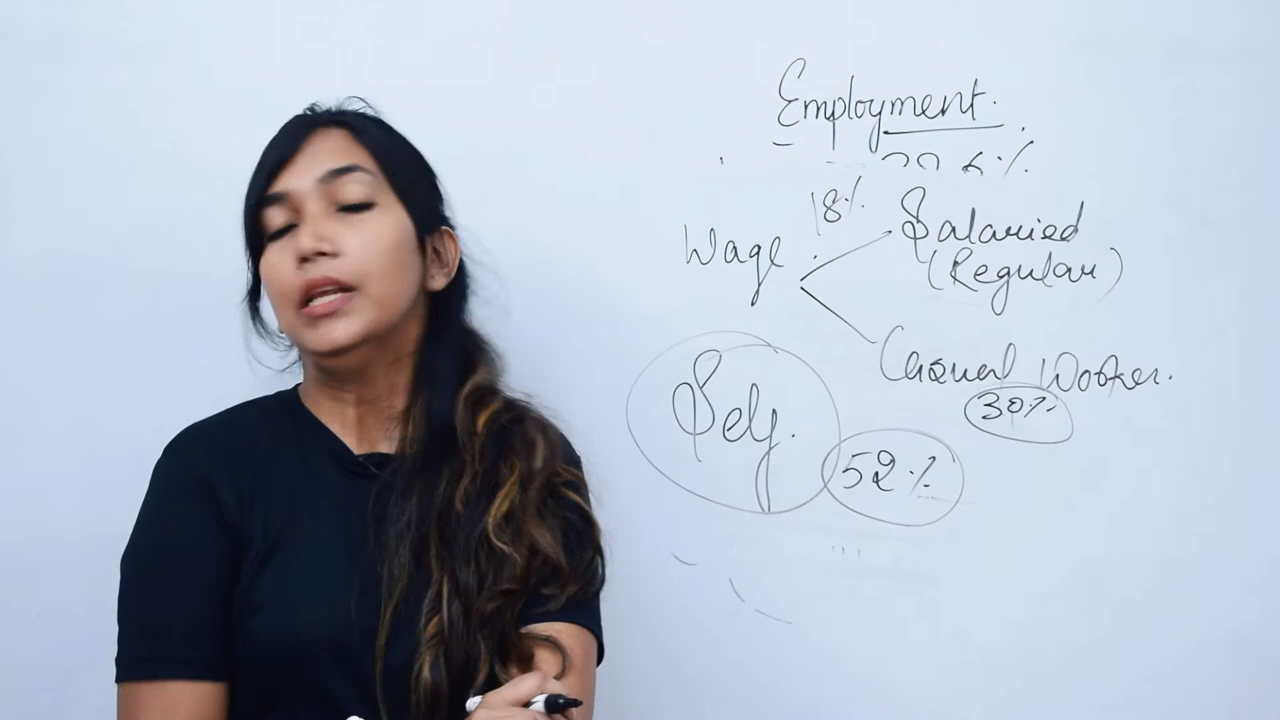 Employment.
18%
Wage
Salaried
(Regular)
Casual Worker.
30%
Self.
52%